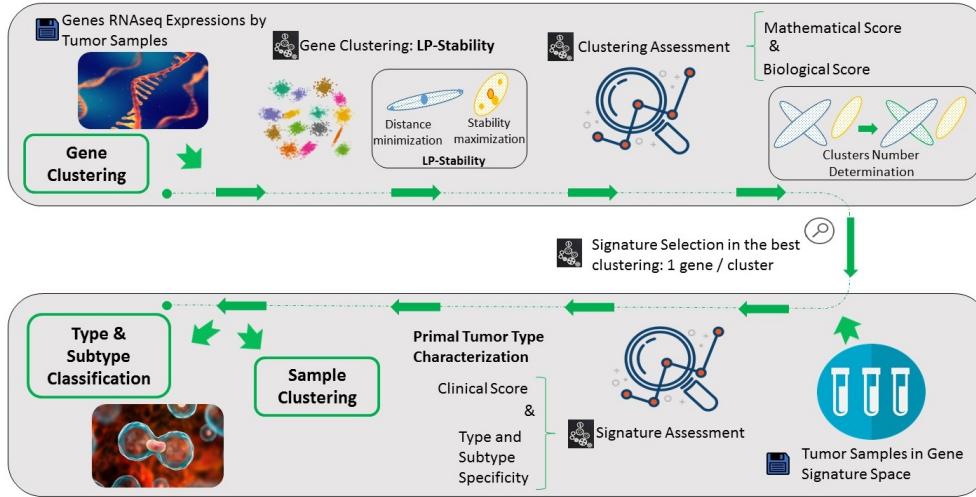 Genes RNAseq Expressions by
Tumor Samples
Gene
Clustering
Gene Clustering: LP-Stability
Distance
minimization
Stability
maximization
LP-Stability
Clustering Assessment
Mathematical Score
&
Biological Score
Clusters Number
Determination
Signature Selection in the best
clustering: 1 gene / cluster
Type &
Subtype
Classification
Sample
Clustering
Primal Tumor Type
Characterization
Clinical Score
&
Type and
Subtype
Specificity
Signature Assessment
Tumor Samples in Gene
Signature Space